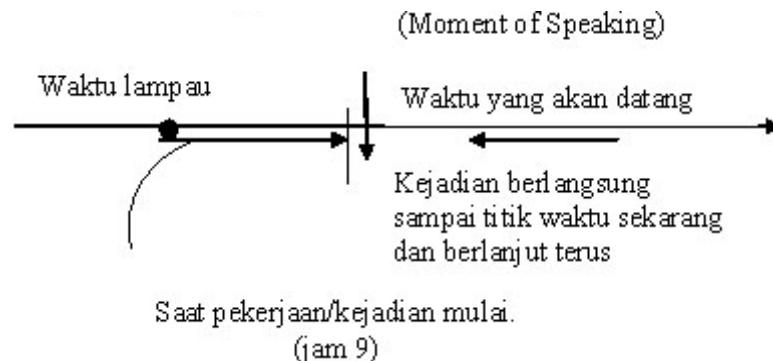 (Moment of Speaking)
Waktu lampau
Waktu yang akan datang
Kejadian berlangsung
sampai titik waktu sekarang
dan berlanjut terus
Saat pekerjaan/kejadian mulai.
(jam 9)